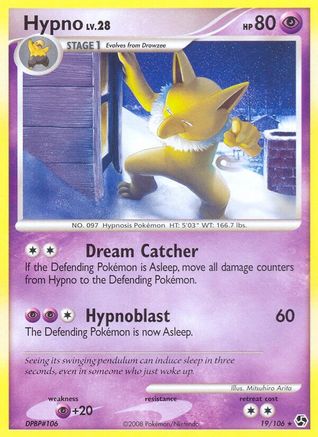 Hypno LV.28
HP 80
STAGE 1 Evolves from Drowzee
NO. 097 Hypnosis Pokémon HT: 5'03" WT: 166.7 lbs.
Dream Catcher
If the Defending Pokémon is Asleep, move all damage counters
from Hypno to the Defending Pokémon.
Hypnoblast 60
The Defending Pokémon is now Asleep.
Seeing its swinging pendulum can induce sleep in three
seconds, even in someone who just woke up.
Illus. Mitsuhiro Arita
weakness resistance retreat cost
+20
DPBP#106 ©2008 Pokémon/Nintendo 19/106 ★